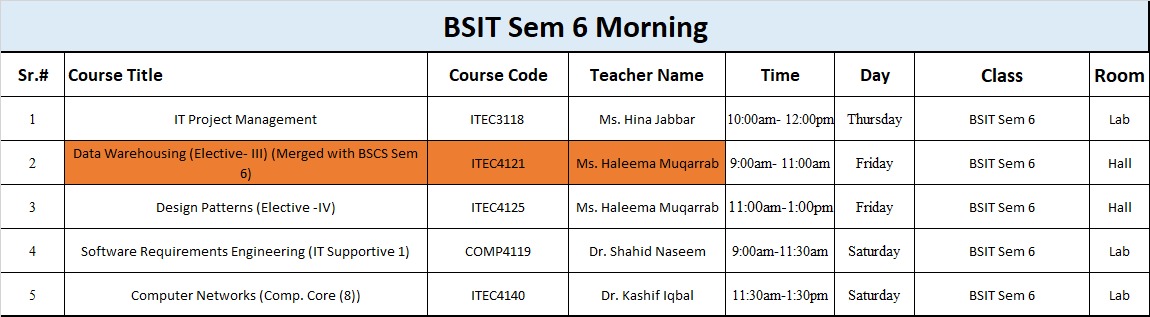 BSIT Sem 6 Morning
Sr.# Course Title Course Code Teacher Name Time Day Class Room
1 IT Project Management ITEC3118 Ms. Hina Jabbar 10:00am- 12:00pm Thursday BSIT Sem 6 Lab
2 Data Warehousing (Elective- III) (Merged with BSCS Sem 6) ITEC4121 Ms. Haleema Muqarrab 9:00am- 11:00am Friday BSIT Sem 6 Hall
3 Design Patterns (Elective -IV) ITEC4125 Ms. Haleema Muqarrab 11:00am-1:00pm Friday BSIT Sem 6 Hall
4 Software Requirements Engineering (IT Supportive 1) COMP4119 Dr. Shahid Naseem 9:00am-11:30am Saturday BSIT Sem 6 Lab
5 Computer Networks (Comp. Core (8)) ITEC4140 Dr. Kashif Iqbal 11:30am-1:30pm Saturday BSIT Sem 6 Lab